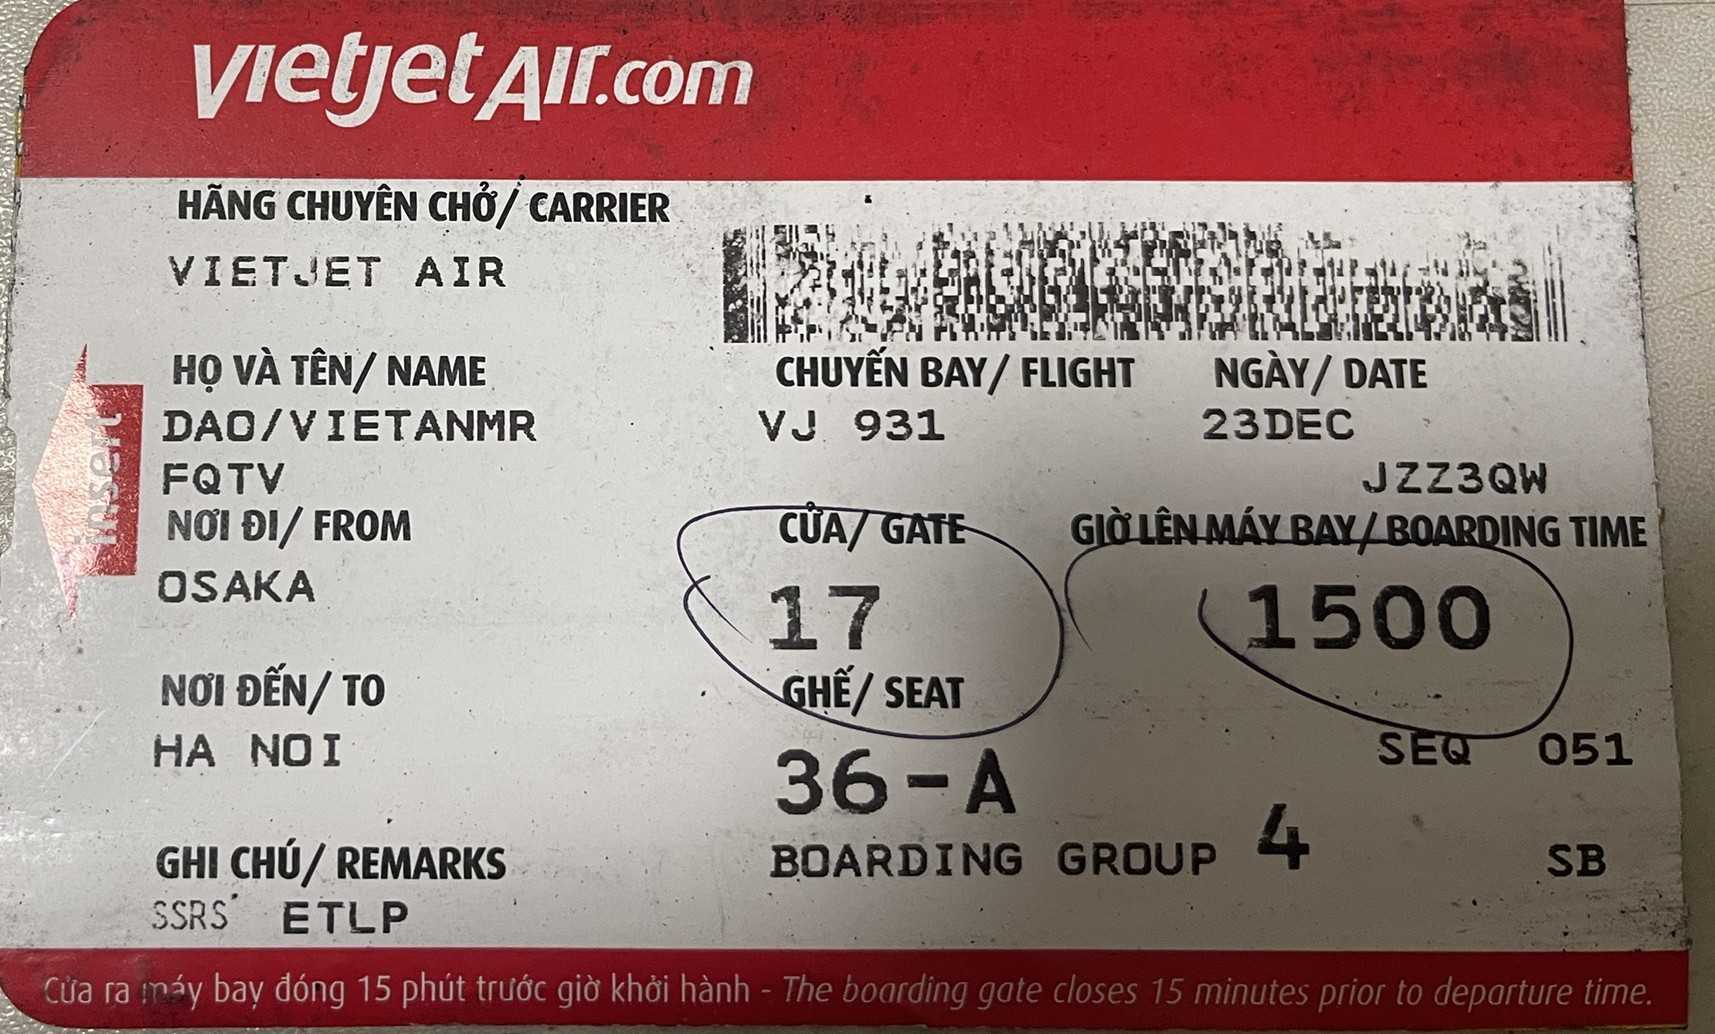 vietjetAir.com
HÃNG CHUYÊN CHỞ/ CARRIER
VIETJET AIR
HỌ VÀ TÊN/ NAME
CHUYẾN BAY/ FLIGHT
NGÀY/ DATE
DAO/VIETANMR
VJ 931
23DEC
FQTV
JZZ3QW
NƠI ĐI/ FROM
CỬA/ GATE
GIỜ LÊN MÁY BAY/ BOARDING TIME
insert
OSAKA
17
1500
NƠI ĐẾN/ TO
GHẾ/ SEAT
HA NOI
SEQ 051
36-A
GHI CHÚ/ REMARKS
BOARDING GROUP 4
SB
SSRS ETLP
Cửa ra máy bay đóng 15 phút trước giờ khởi hành - The boarding gate closes 15 minutes prior to departure time.